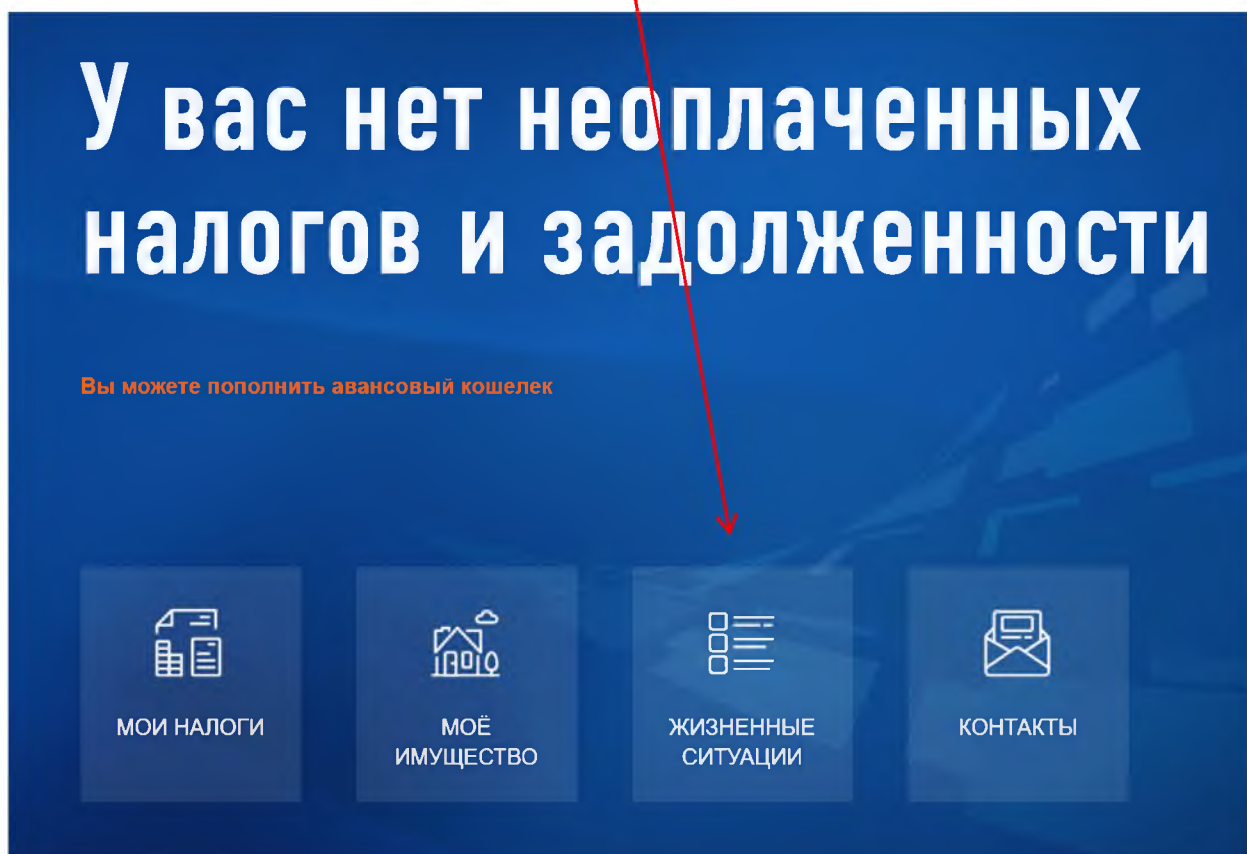 У вас нет неоплаченных
налогов и задолженности
Вы можете пополнить авансовый кошелек
МОИ НАЛОГИ
МОЁ
ИМУЩЕСТВО
ЖИЗНЕННЫЕ
СИТУАЦИИ
КОНТАКТЫ